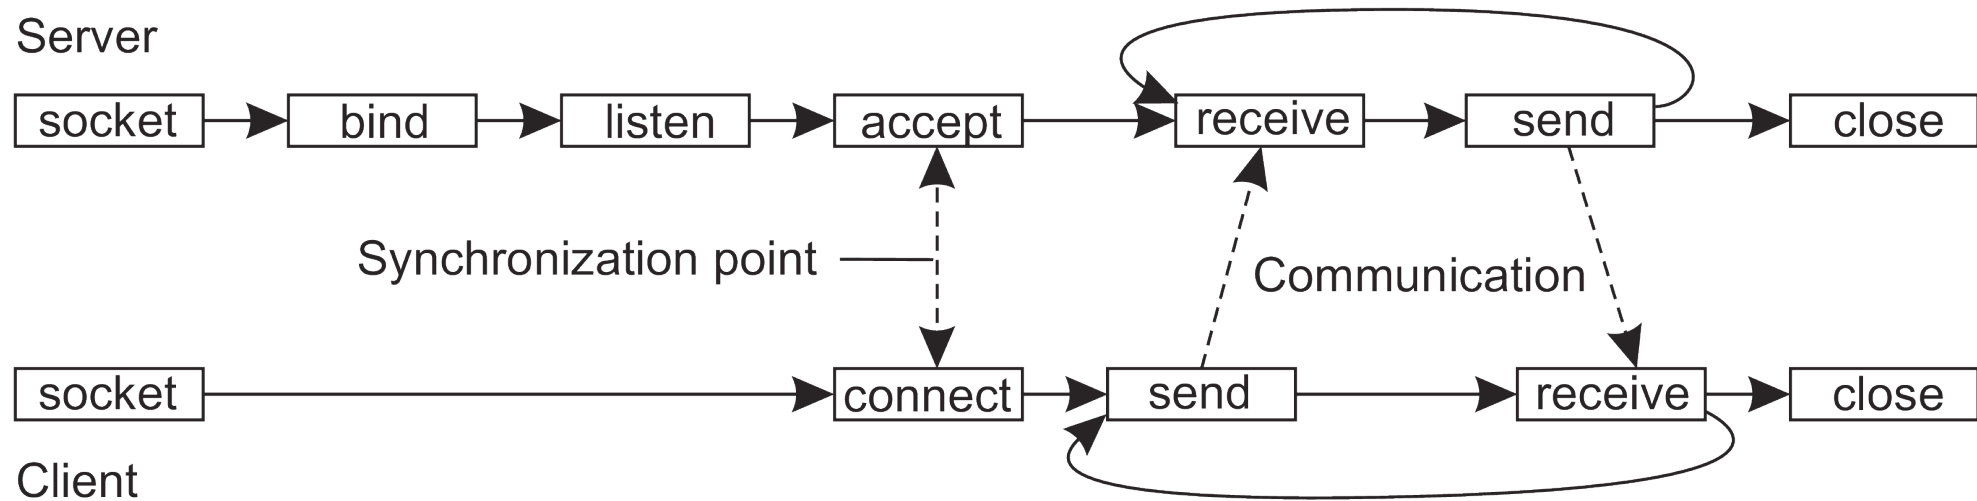 Server
socket bind listen accept receive send close
Synchronization point
Communication
socket connect send receive close
Client